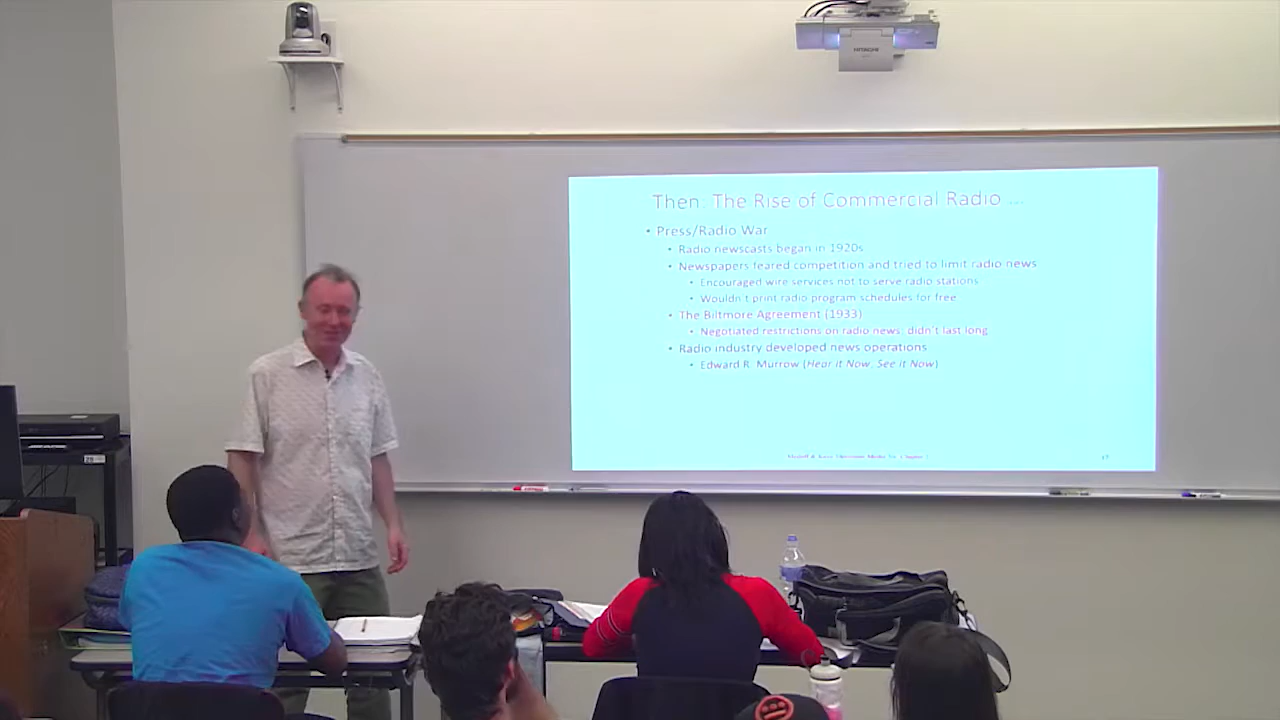 HITACHI
Then: The Rise of Commercial Radio ...
• Press/Radio War
• Radio newscasts began in 1920s
• Newspapers feared competition and tried to limit radio news
• Encouraged wire services not to serve radio stations
• Wouldn't print radio program schedules for free
• The Biltmore Agreement (1933)
• Negotiated restrictions on radio news; didn't last long
• Radio industry developed news operations
• Edward R. Murrow (Hear it Now, See it Now)